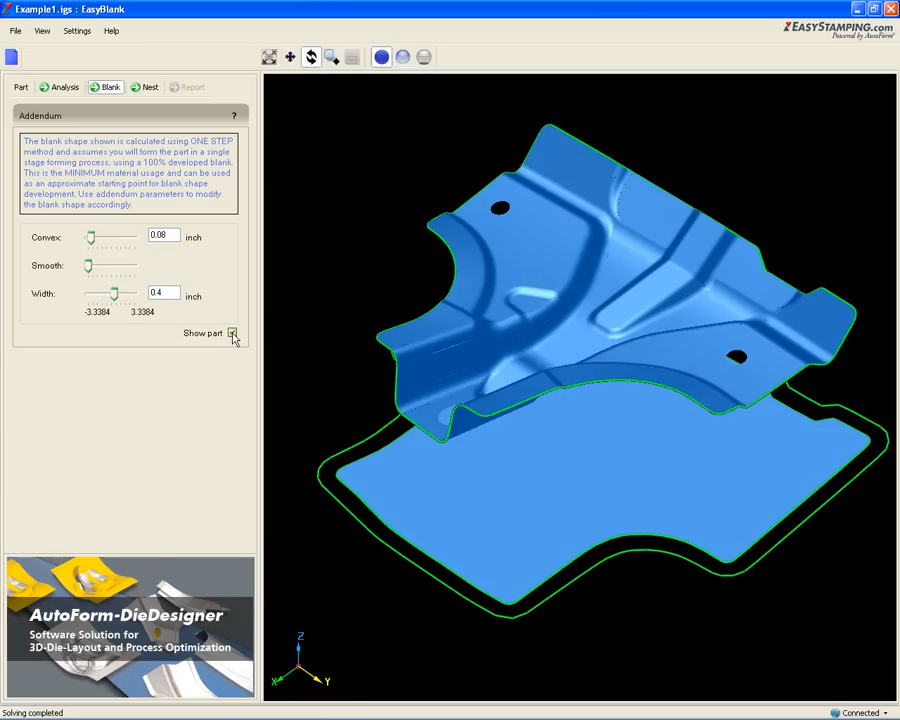 Example1.igs : EasyBlank
File View Settings Help
EASYSTAMPING.com
Powered by AutoForm
Part Analysis Blank Nest Report
Addendum ?
The blank shape shown is calculated using ONE STEP
method and assumes you will form the part in a single
stage forming process, using a 100% developed blank.
This is the MINIMUM material usage and can be used
as an approximate starting point for blank shape
development. Use addendum parameters to modify
the blank shape accordingly.
Convex: 0.08 inch
Smooth:
Width: 0.4 inch
-3.3384 3.3384
Show part
AutoForm-DieDesigner
Software Solution for
3D-Die-Layout and Process Optimization
Z
X Y
Solving completed
Connected